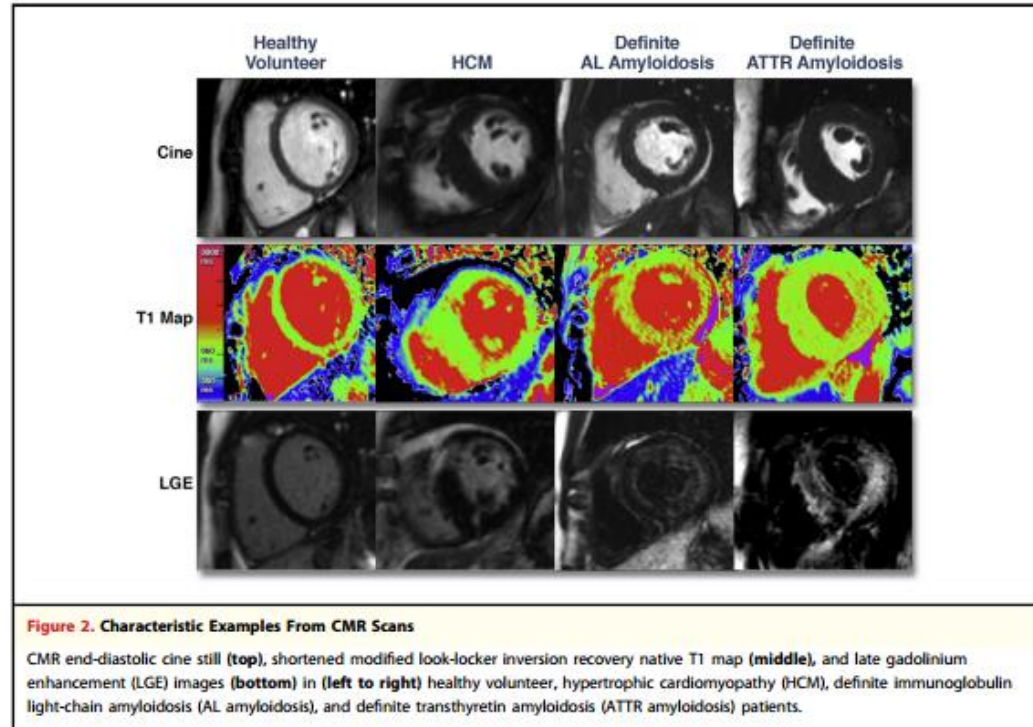 Healthy
Volunteer
HCM
Definite
AL Amyloidosis
Definite
ATTR Amyloidosis
Cine
T1 Map
LGE
Figure 2. Characteristic Examples From CMR Scans
CMR end-diastolic cine still (top), shortened modified look-locker inversion recovery native T1 map (middle), and late gadolinium
enhancement (LGE) images (bottom) in (left to right) healthy volunteer, hypertrophic cardiomyopathy (HCM), definite immunoglobulin
light-chain amyloidosis (AL amyloidosis), and definite transthyretin amyloidosis (ATTR amyloidosis) patients.